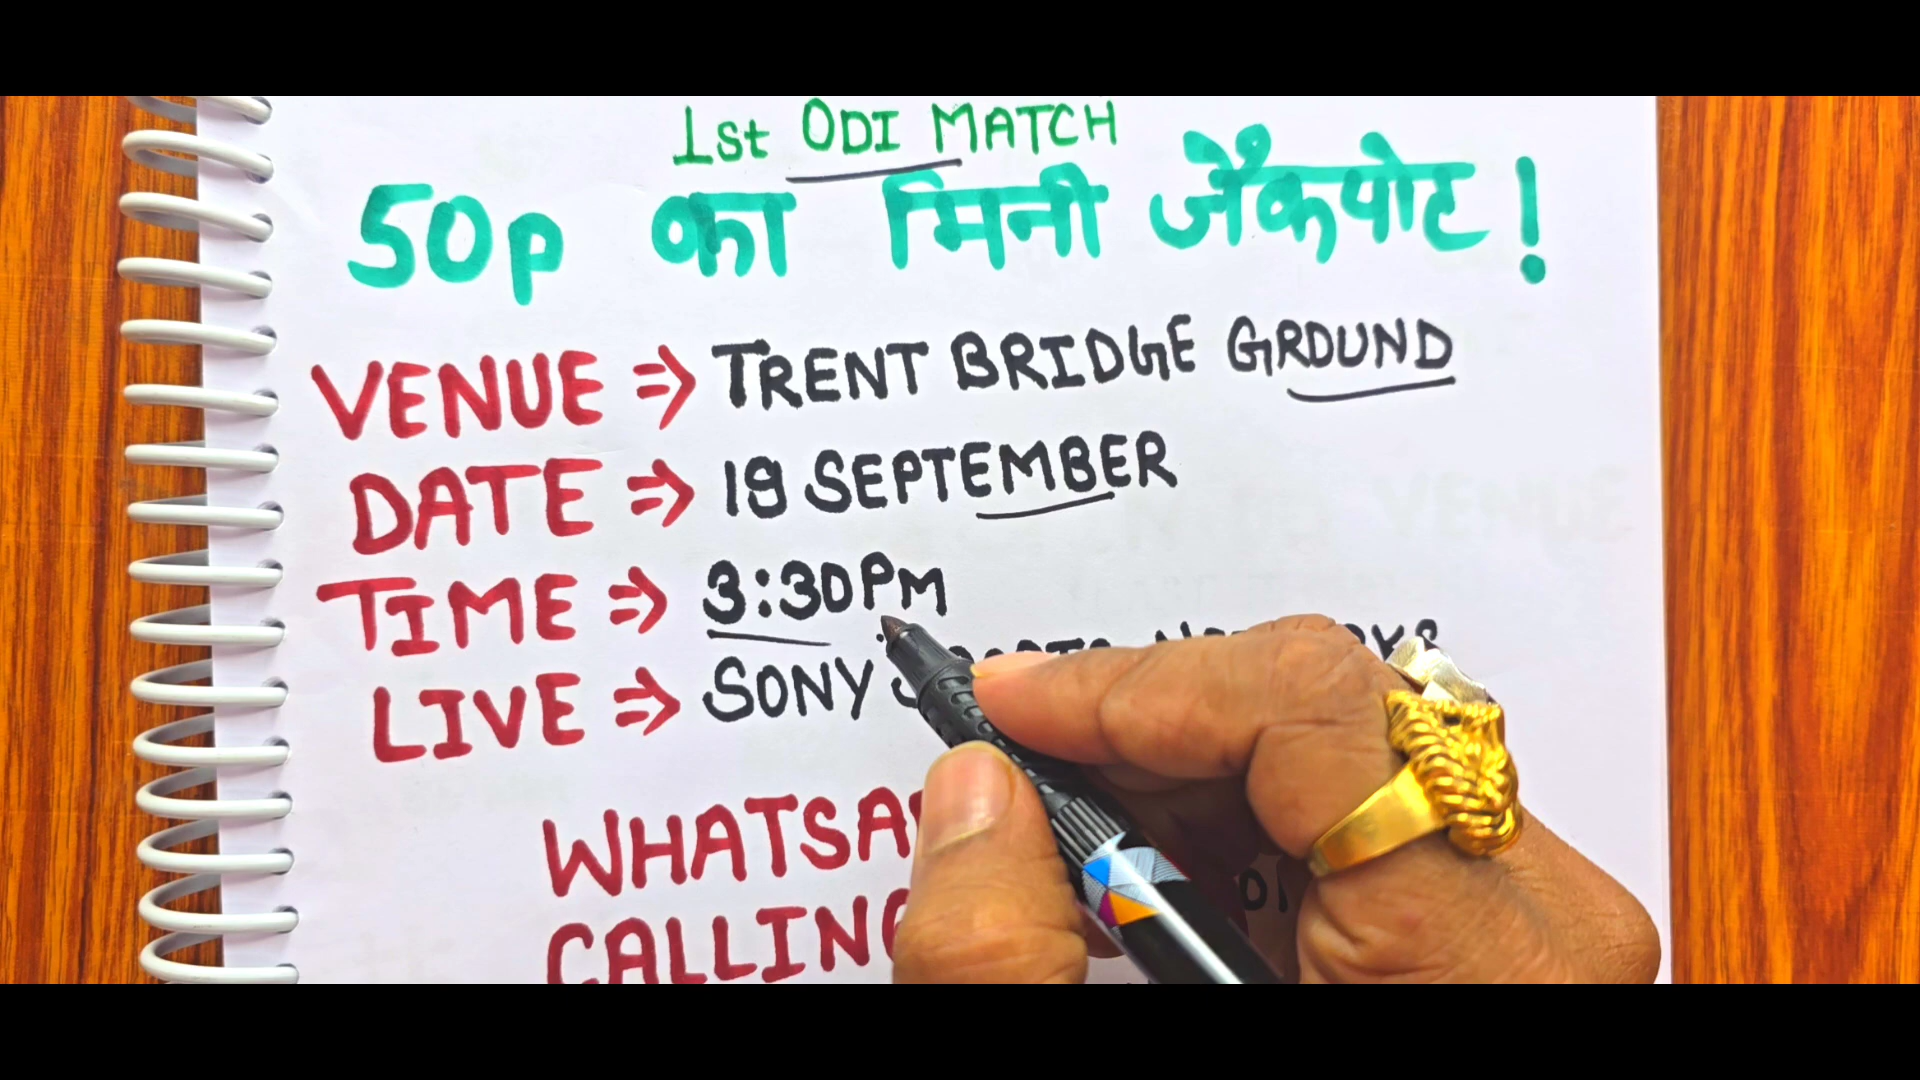 1st ODI MATCH
50p का मिनी जॅकपोट !
VENUE ⇒ TRENT BRIDGE GROUND
DATE ⇒ 19 SEPTEMBER
TIME ⇒ 3:30PM
LIVE ⇒ SONY